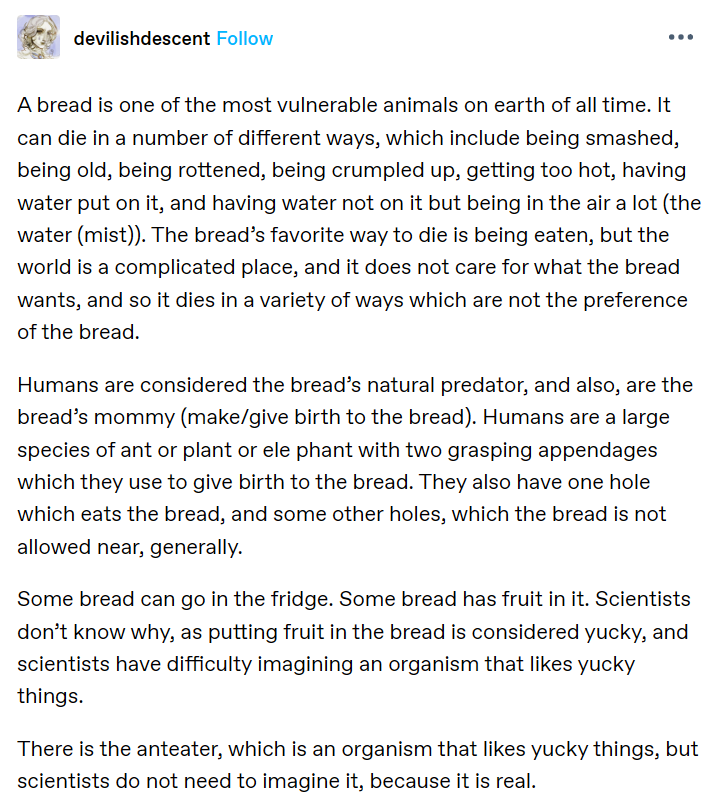 devilishdescent Follow
A bread is one of the most vulnerable animals on earth of all time. It
can die in a number of different ways, which include being smashed,
being old, being rottened, being crumpled up, getting too hot, having
water put on it, and having water not on it but being in the air a lot (the
water (mist)). The bread’s favorite way to die is being eaten, but the
world is a complicated place, and it does not care for what the bread
wants, and so it dies in a variety of ways which are not the preference
of the bread.
Humans are considered the bread’s natural predator, and also, are the
bread’s mommy (make/give birth to the bread). Humans are a large
species of ant or plant or ele phant with two grasping appendages
which they use to give birth to the bread. They also have one hole
which eats the bread, and some other holes, which the bread is not
allowed near, generally.
Some bread can go in the fridge. Some bread has fruit in it. Scientists
don’t know why, as putting fruit in the bread is considered yucky, and
scientists have difficulty imagining an organism that likes yucky
things.
There is the anteater, which is an organism that likes yucky things, but
scientists do not need to imagine it, because it is real.